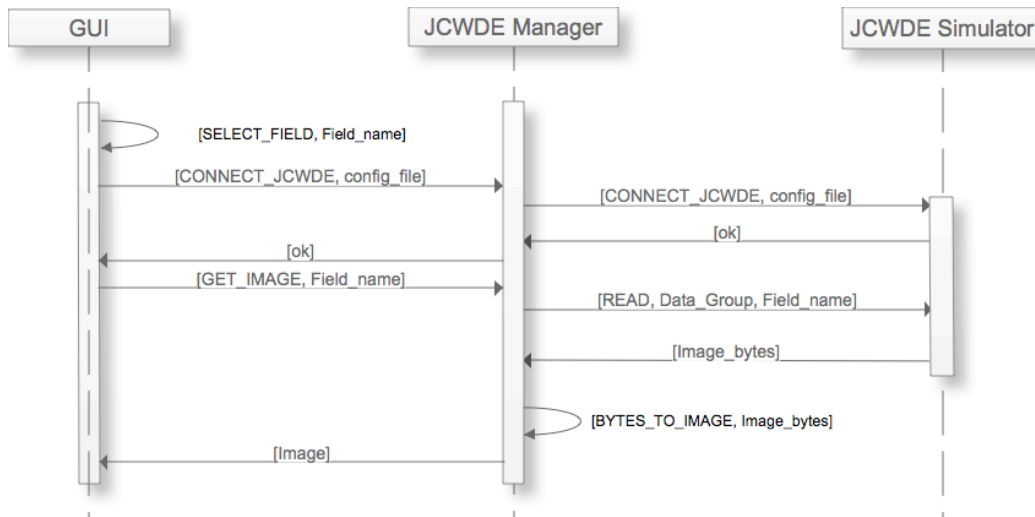 GUI
JCWDE Manager
JCWDE Simulator
[SELECT_FIELD, Field_name]
[CONNECT_JCWDE, config_file]
[CONNECT_JCWDE, config_file]
[ok]
[ok]
[GET_IMAGE, Field_name]
[READ, Data_Group, Field_name]
[Image_bytes]
[BYTES_TO_IMAGE, Image_bytes]
[Image]